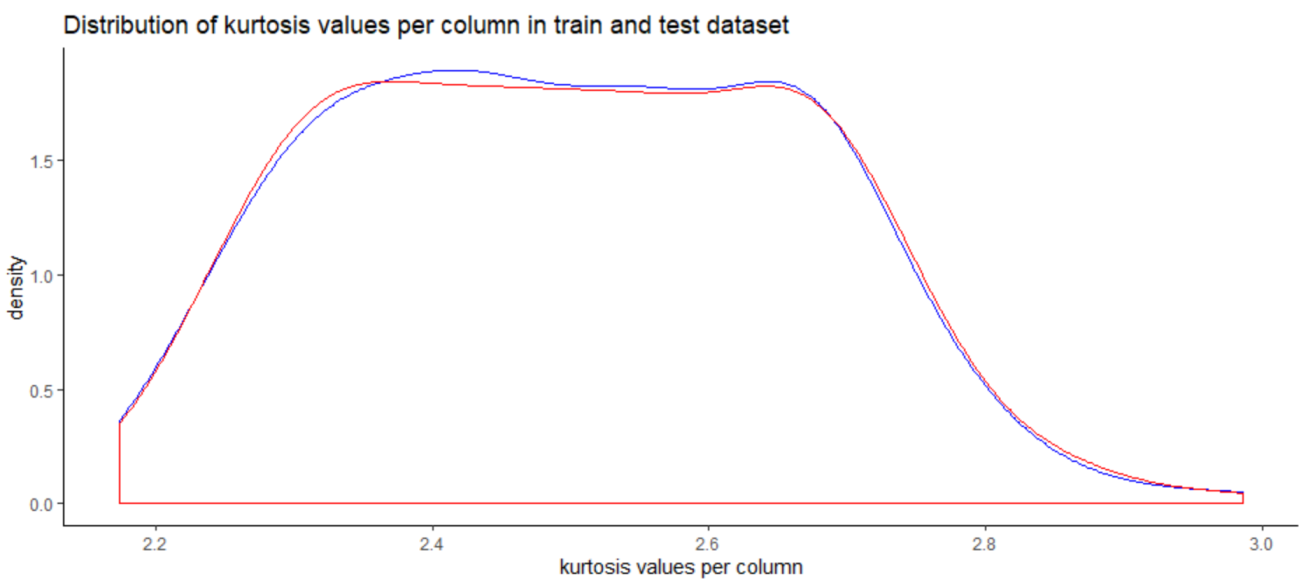 Distribution of kurtosis values per column in train and test dataset
density
1.5
1.0
0.5
0.0
2.2 2.4 2.6 2.8 3.0
kurtosis values per column